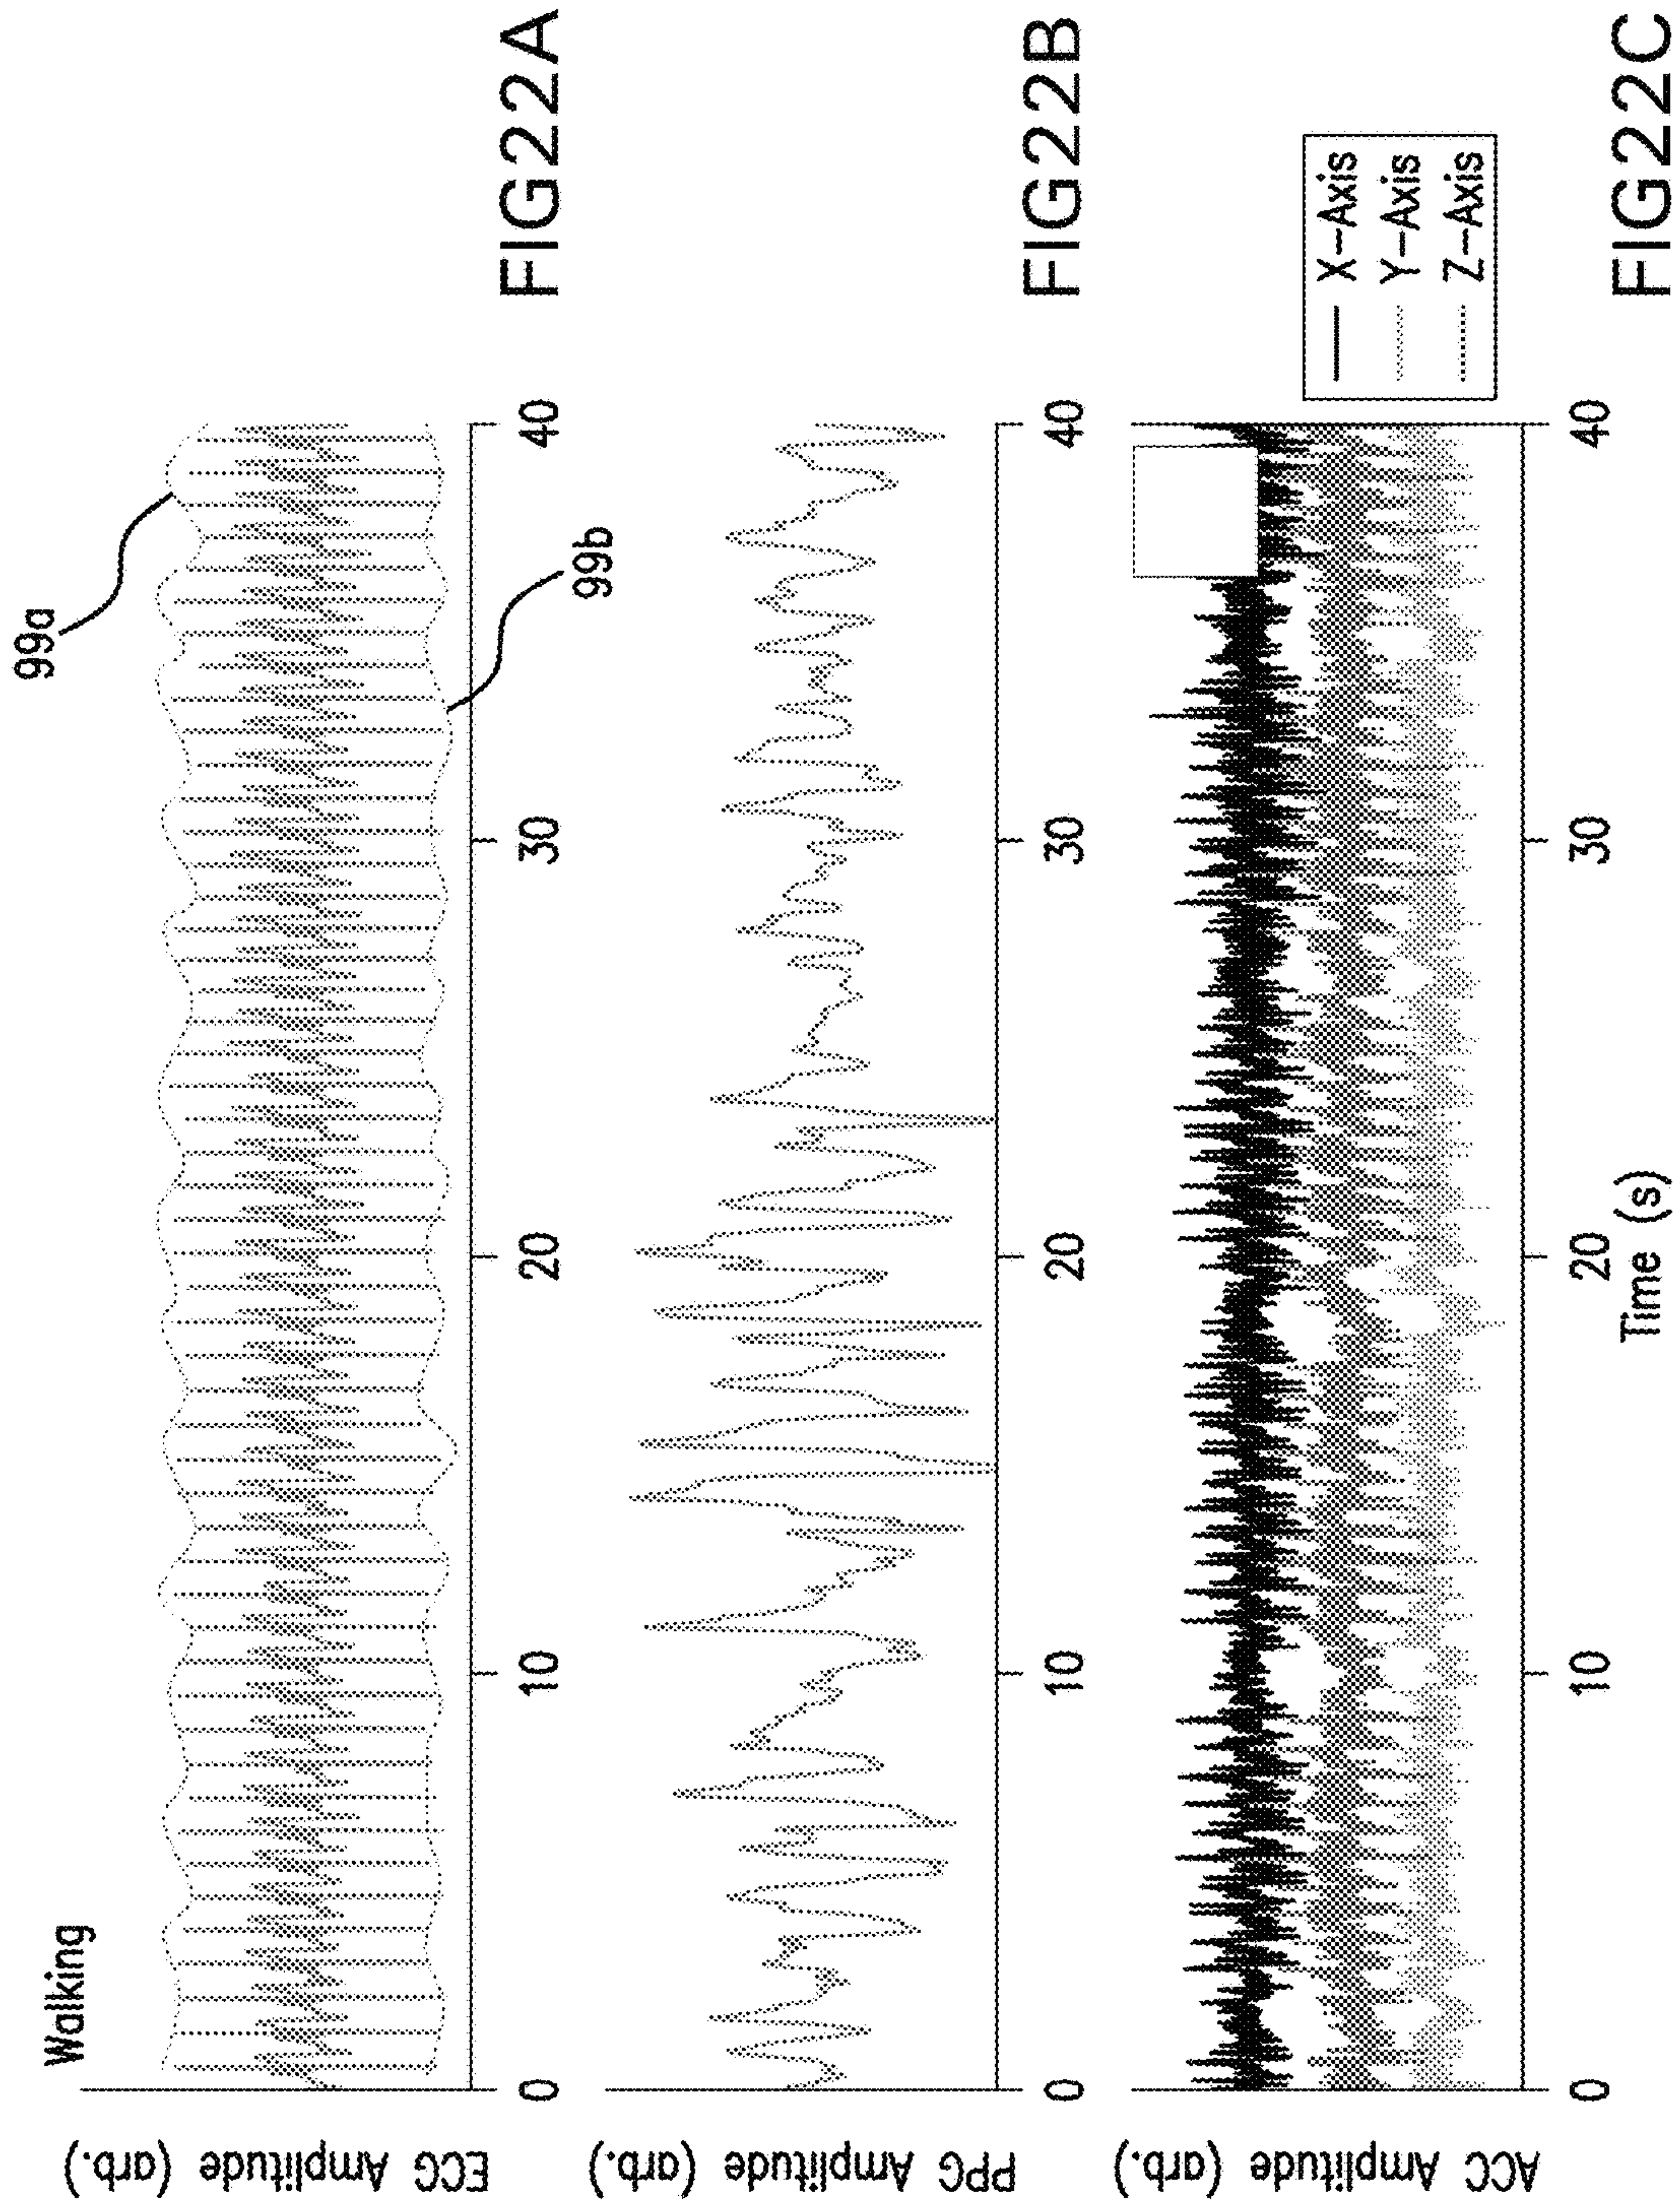 Walking
99a
ECG Amplitude (arb.)
0
10
20
30
40
99b
FIG22A
PPG Amplitude (arb.)
0
10
20
30
40
FIG22B
ACC Amplitude (arb.)
X-Axis
Y-Axis
Z-Axis
0
10
20
30
40
Time (s)
FIG22C